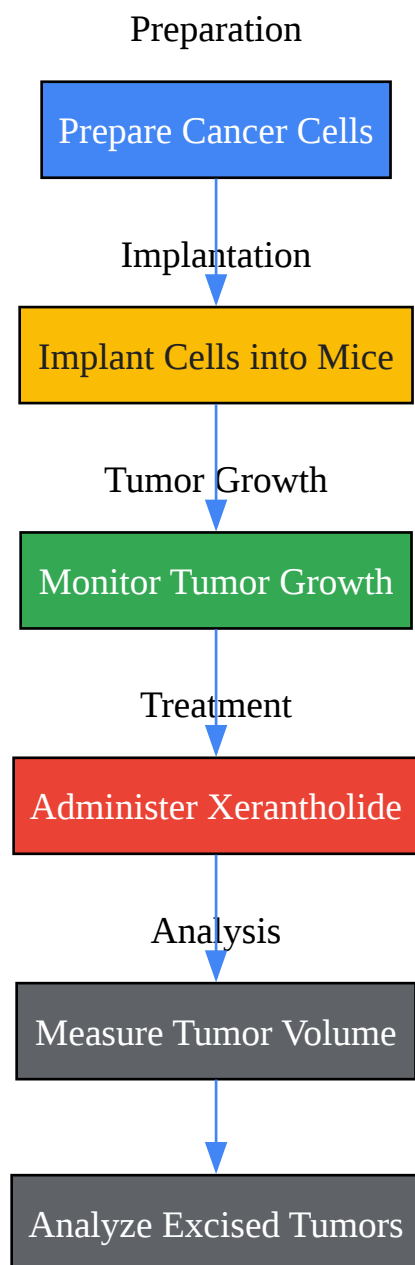 Preparation
Prepare Cancer Cells
Implantation
Implant Cells into Mice
Tumor Growth
Monitor Tumor Growth
Treatment
Administer Xerantholide
Analysis
Measure Tumor Volume
Analyze Excised Tumors